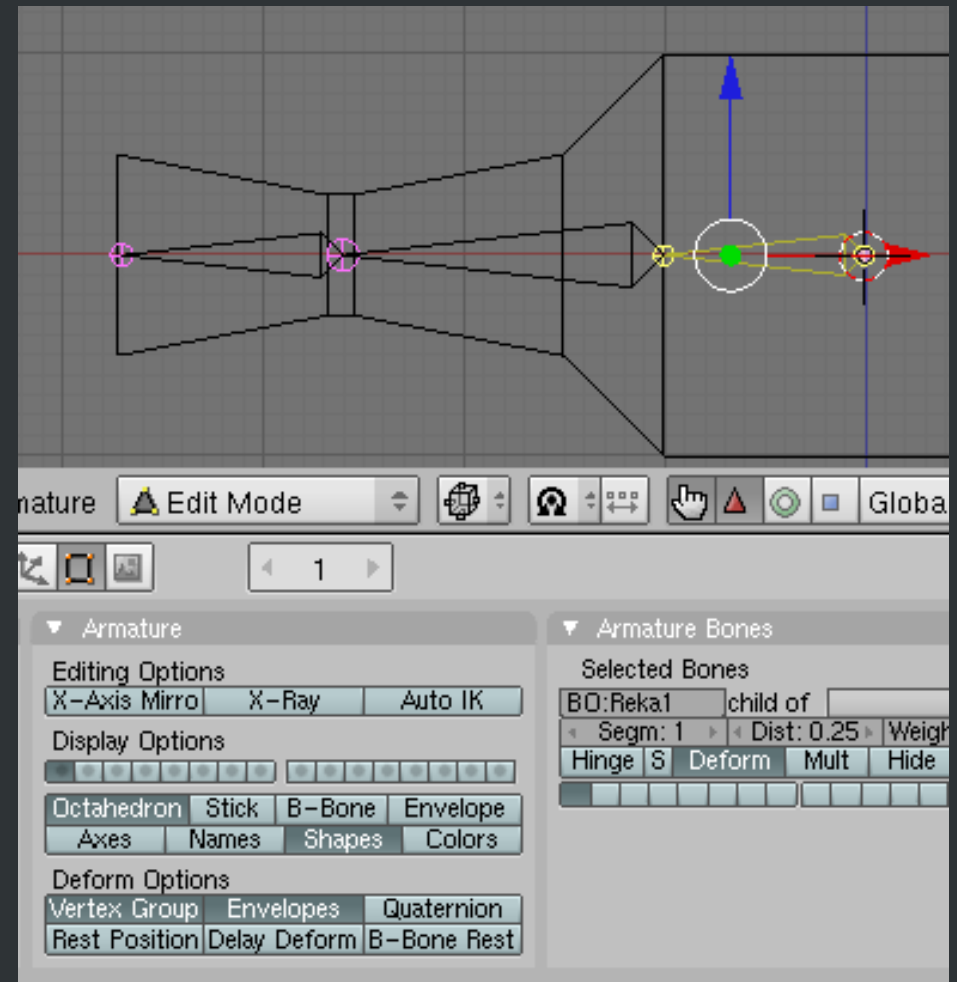 mature Edit Mode Globa
1
Armature
Armature Bones
Editing Options
X-Axis Mirro X-Ray Auto IK
Display Options
Octahedron Stick B-Bone Envelope
Axes Names Shapes Colors
Deform Options
Vertex Group Envelopes Quaternion
Rest Position Delay Deform B-Bone Rest
Selected Bones
BO:Reka1 child of
Segm: 1 Dist: 0.25 Weigh
Hinge S Deform Mult Hide